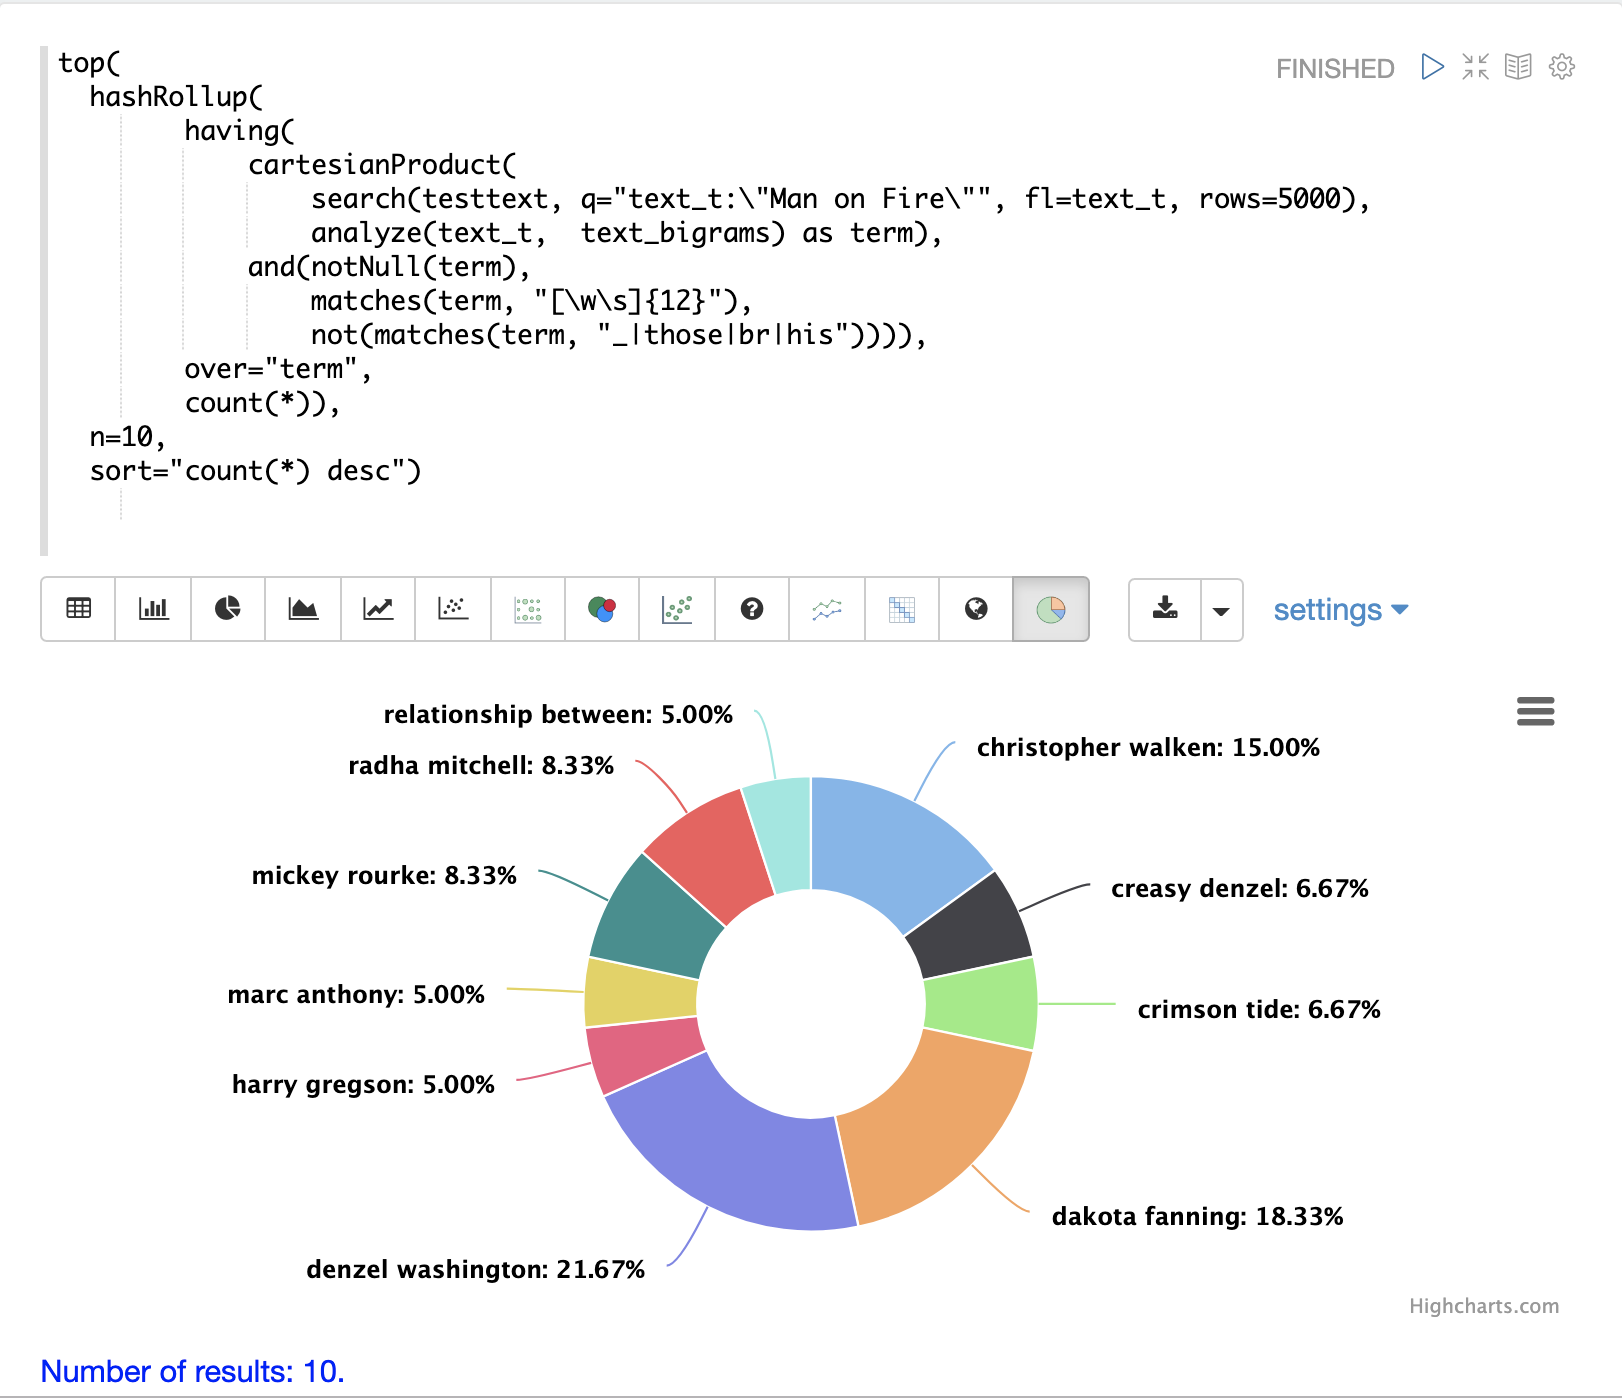 top(
hashRollup(
having(
cartesianProduct(
search(testtext, q="text_t:\"Man on Fire\"", fl=text_t, rows=5000),
analyze(text_t,  text_bigrams) as term),
and(notNull(term),
matches(term, "[\w\s]{12}"),
not(matches(term, "_|those|br|his")))),
over="term",
count(*)),
n=10,
sort="count(*) desc")
FINISHED
settings
relationship between: 5.00%
christopher walken: 15.00%
radha mitchell: 8.33%
mickey rourke: 8.33%
creasy denzel: 6.67%
marc anthony: 5.00%
crimson tide: 6.67%
harry gregson: 5.00%
dakota fanning: 18.33%
denzel washington: 21.67%
Highcharts.com
Number of results: 10.